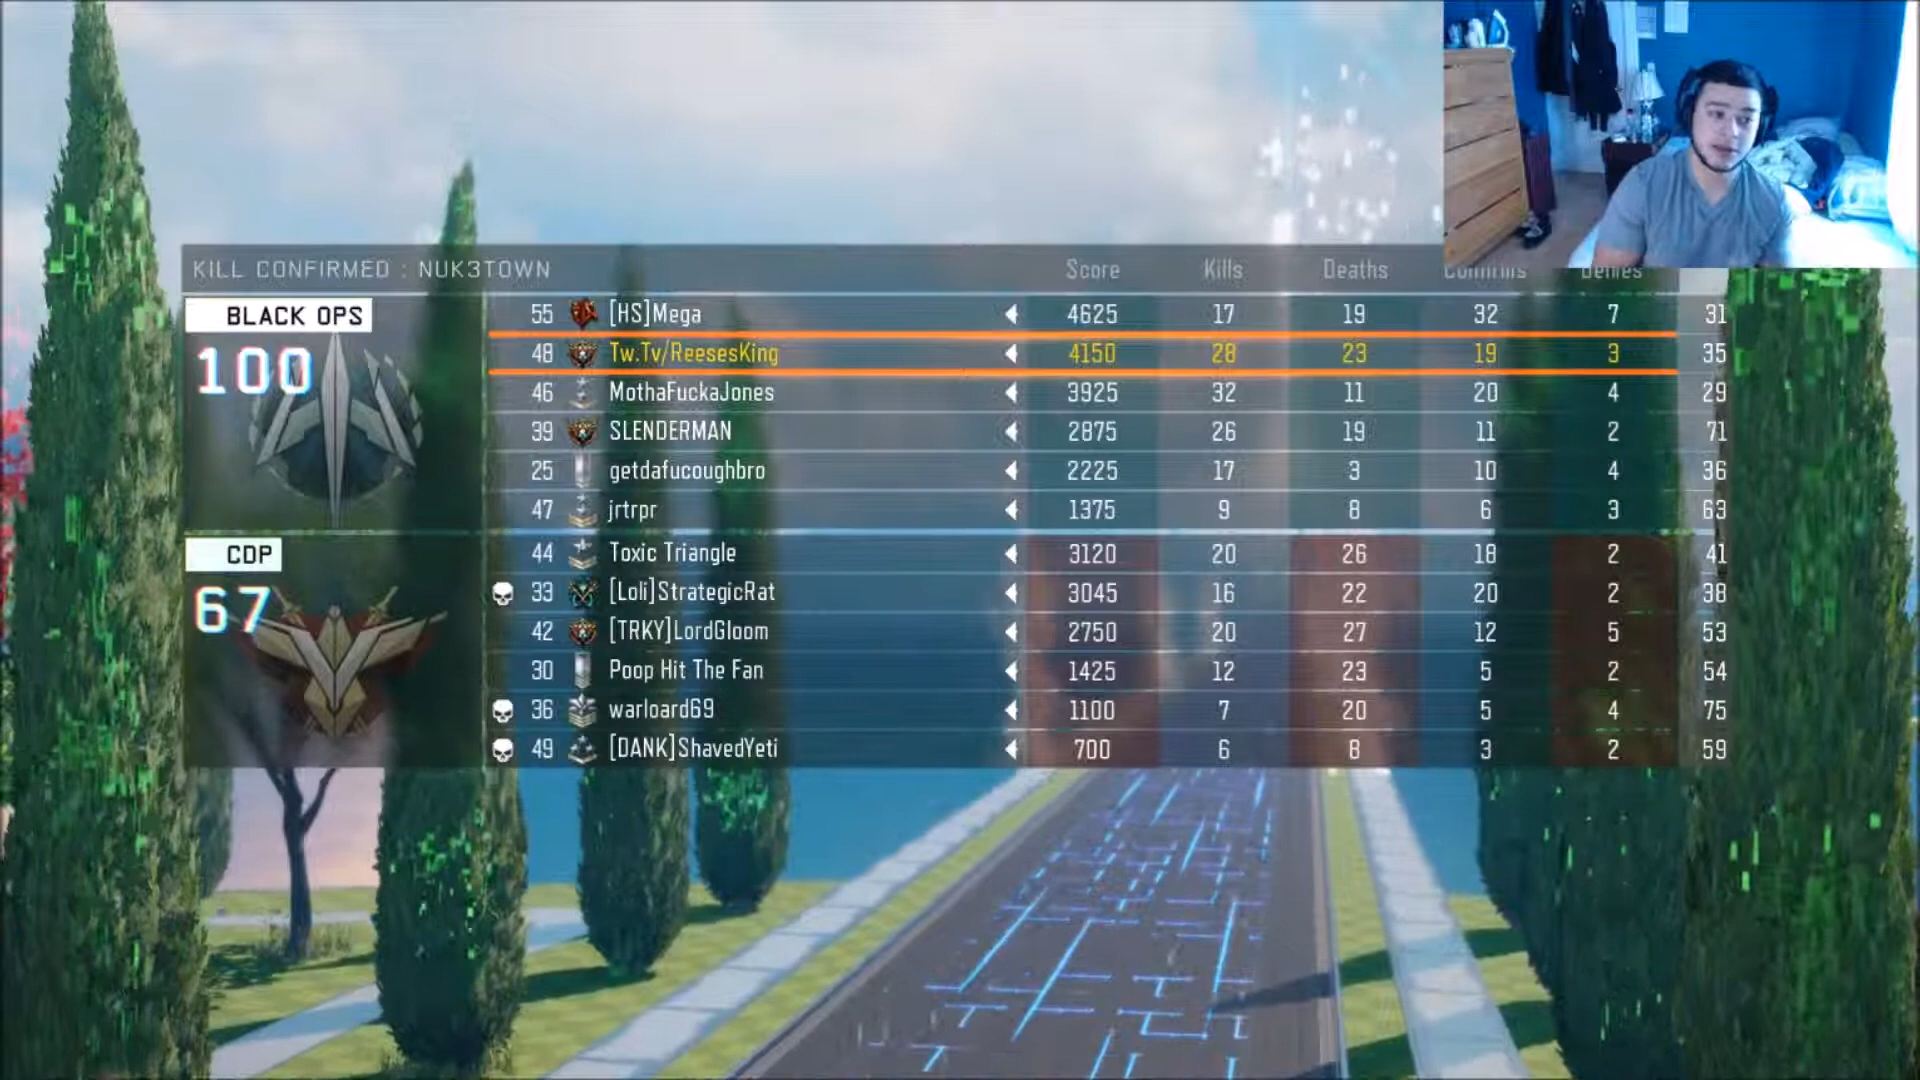 KILL CONFIRMED : NUK3TOWN Score Kills Deaths Confirms Denies
BLACK OPS
100
55 [HS]Mega 4625 17 19 32 7 31
48 Tw.Tv/ReesesKing 4150 28 23 19 3 35
46 MothaFuckaJones 3925 32 11 20 4 29
39 SLENDERMAN 2875 26 19 11 2 71
25 getdafucoughbro 2225 17 3 10 4 36
47 jrtrpr 1375 9 8 6 3 63
CDP
67
44 Toxic Triangle 3120 20 26 18 2 41
33 [Loli]StrategicRat 3045 16 22 20 2 38
42 [TRKY]LordGloom 2750 20 27 12 5 53
30 Poop Hit The Fan 1425 12 23 5 2 54
36 warloard69 1100 7 20 5 4 75
49 [DANK]ShavedYeti 700 6 8 3 2 59